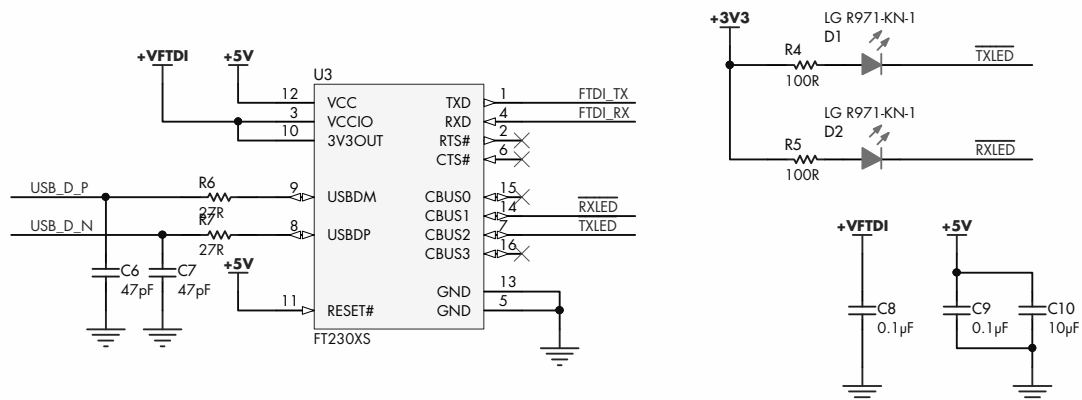 +VFTDI
+5V
U3
12 VCC
3 VCCIO
10 3V3OUT
TXD 1 FTDI_TX
RXD 4 FTDI_RX
RTS# 2
CTS# 6
USB_D_P R6 27R 9 USBDM
USB_D_N R7 27R 8 USBDP
CBUS0 15
CBUS1 14 RXLED
CBUS2 7 TXLED
CBUS3 16
C6 47pF
C7 47pF
+5V
11 RESET#
GND 13
GND 5
FT230XS
+3V3
LG R971-KN-1
D1
R4 100R TXLED
LG R971-KN-1
D2
R5 100R RXLED
+VFTDI
+5V
C8 0.1µF
C9 0.1µF
C10 10µF